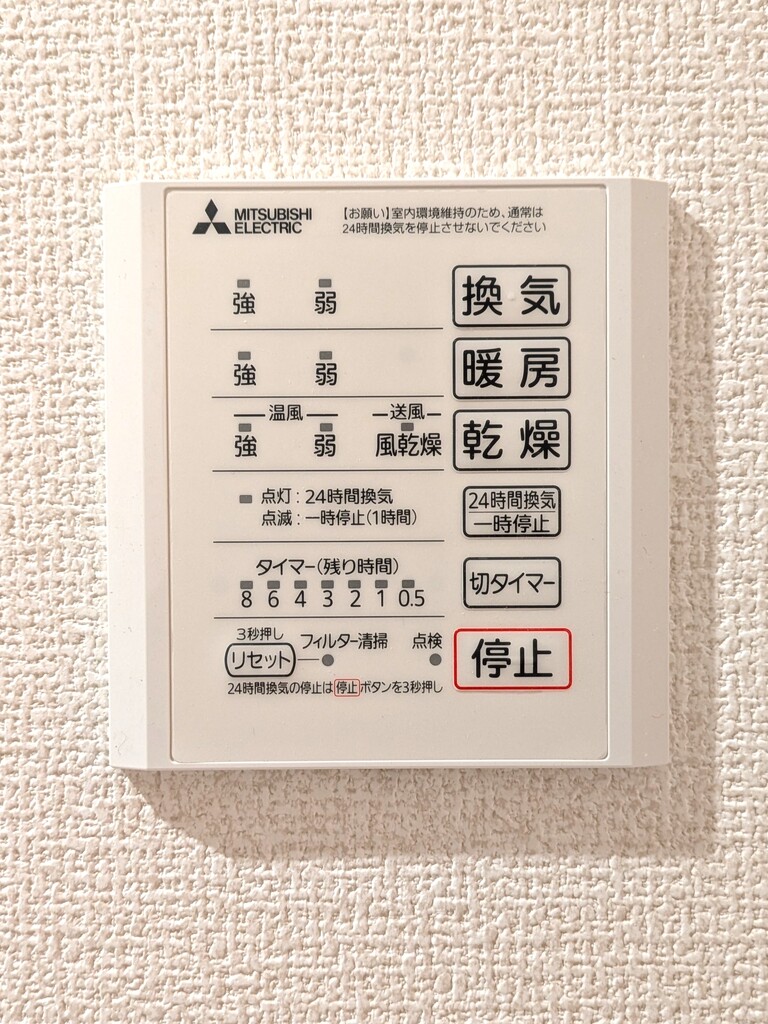 MITSUBISHI
ELECTRIC
【お願い】室内環境維持のため、通常は
24時間換気を停止させないでください
強 弱 換気
強 弱 暖房
温風 送風
強 弱 風乾燥 乾燥
点灯：24時間換気
点滅：一時停止(1時間)
24時間換気
一時停止
タイマー(残り時間)
8 6 4 3 2 1 0.5
切タイマー
3秒押し
リセット フィルター清掃 点検
停止
24時間換気の停止は停止ボタンを3秒押し